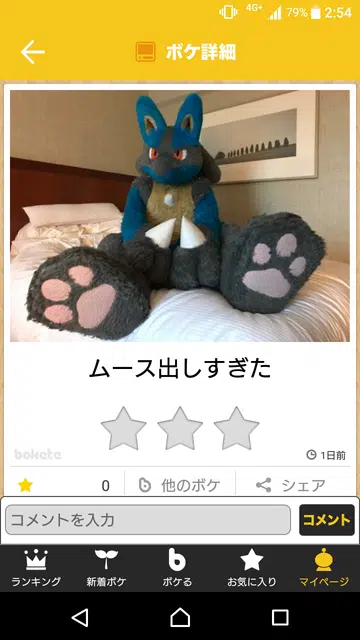 4G+ 79% 2:54
ボケ詳細
ムース出しすぎた
bokete 1日前
0 他のボケ シェア
コメントを入力 コメント
ランキング 新着ボケ ボケる お気に入り マイページ